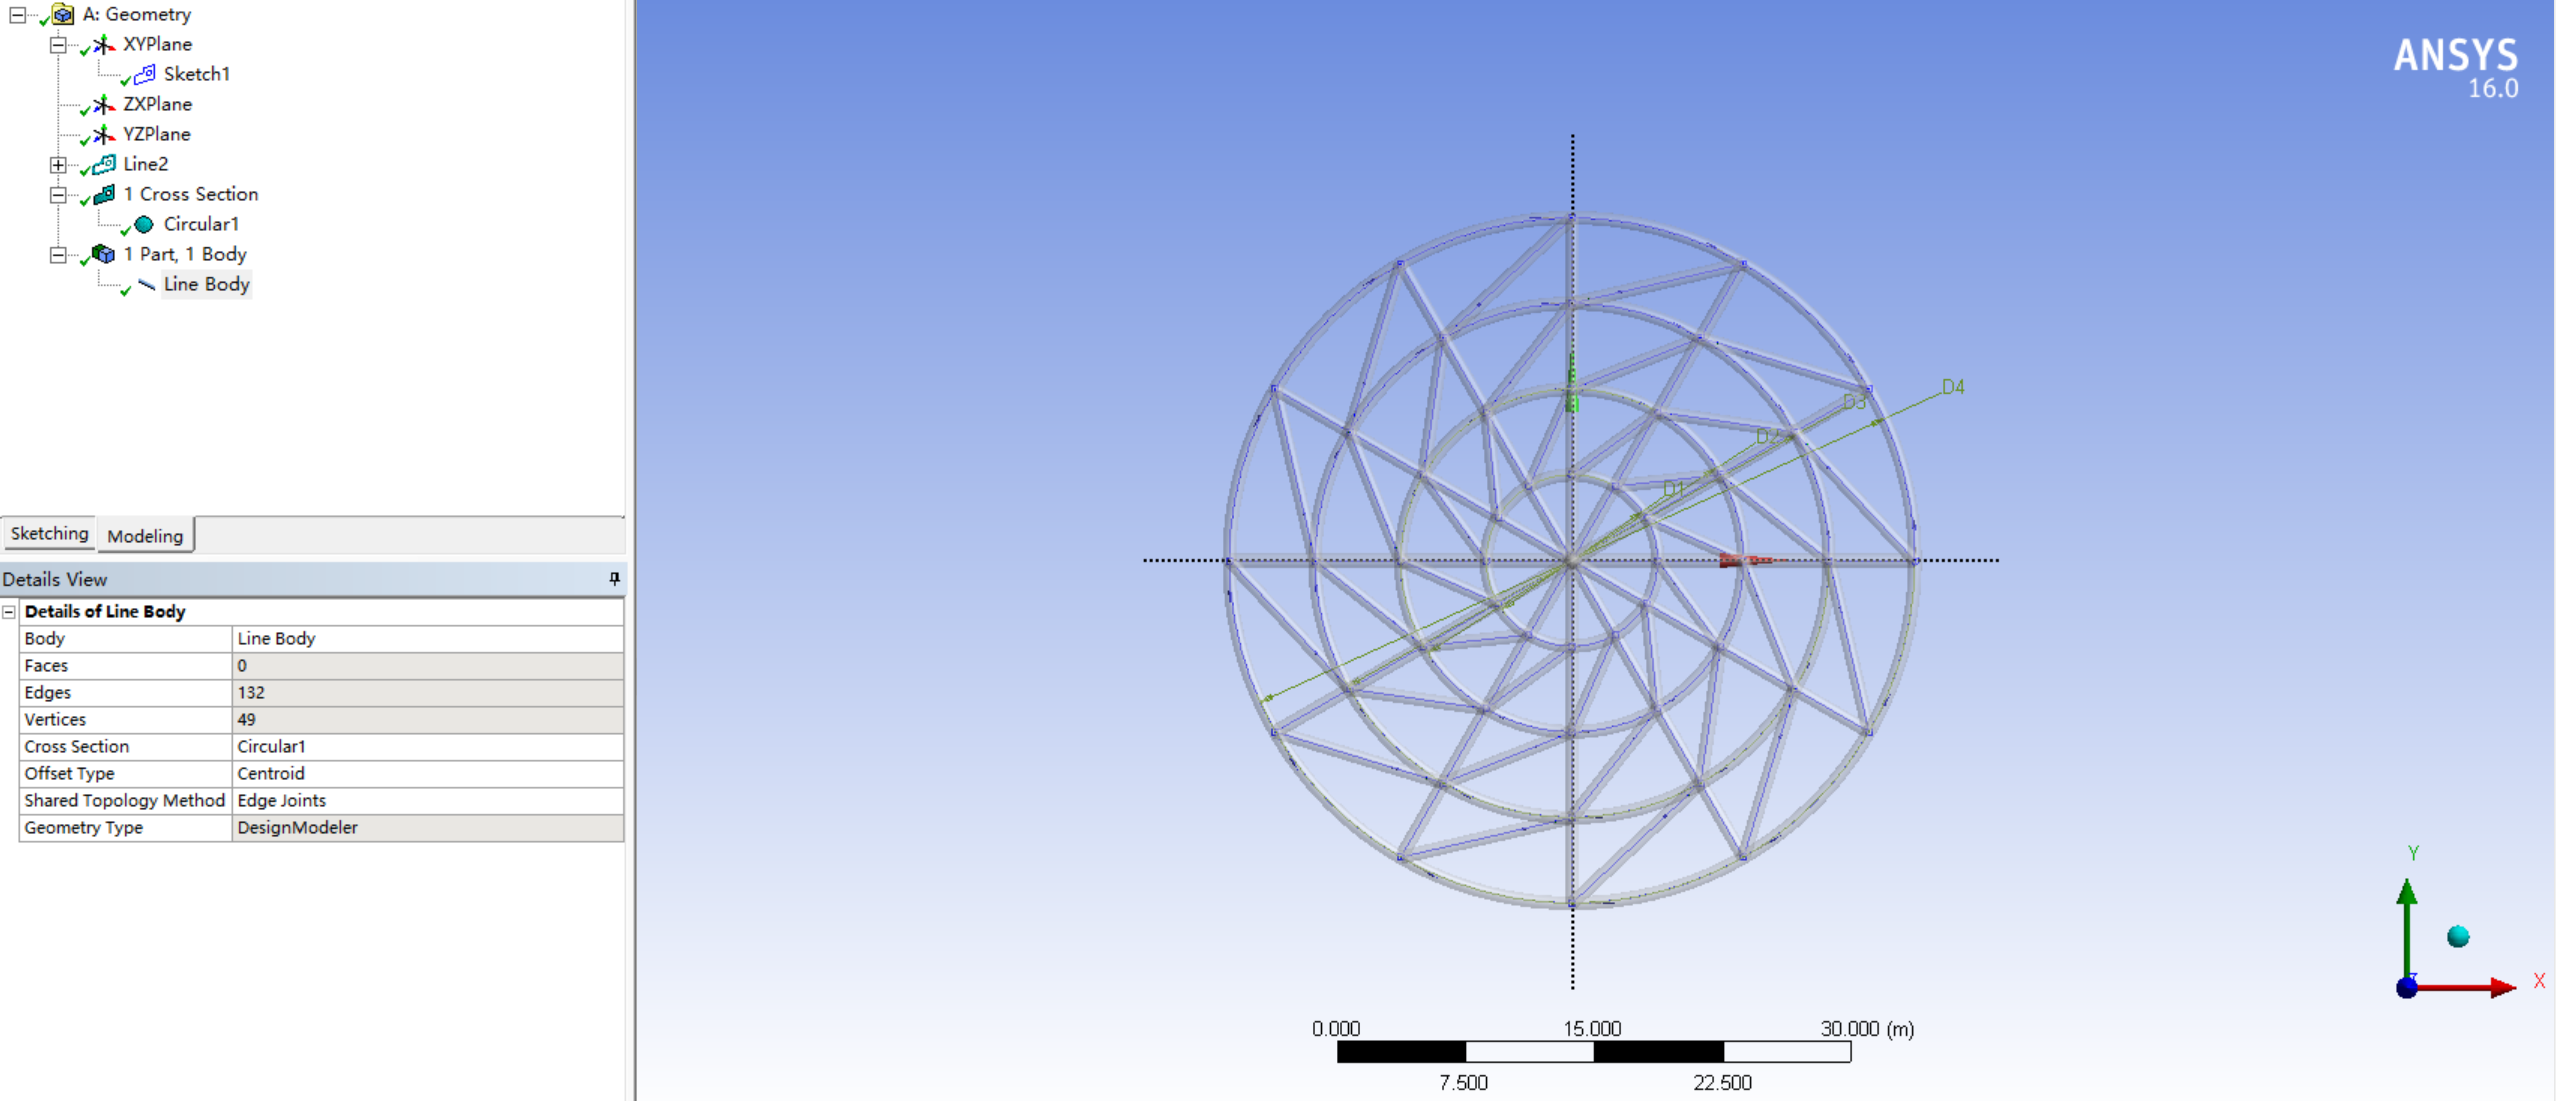 A: Geometry
XYPlane
Sketch1
ZXPlane
YZPlane
Line2
1 Cross Section
Circular1
1 Part, 1 Body
Line Body
Sketching Modeling
Details View
Details of Line Body
Body Line Body
Faces 0
Edges 132
Vertices 49
Cross Section Circular1
Offset Type Centroid
Shared Topology Method Edge Joints
Geometry Type DesignModeler
ANSYS
16.0
D4
D3
D2
D1
Y
X
0.000 15.000 30.000 (m)
7.500 22.500